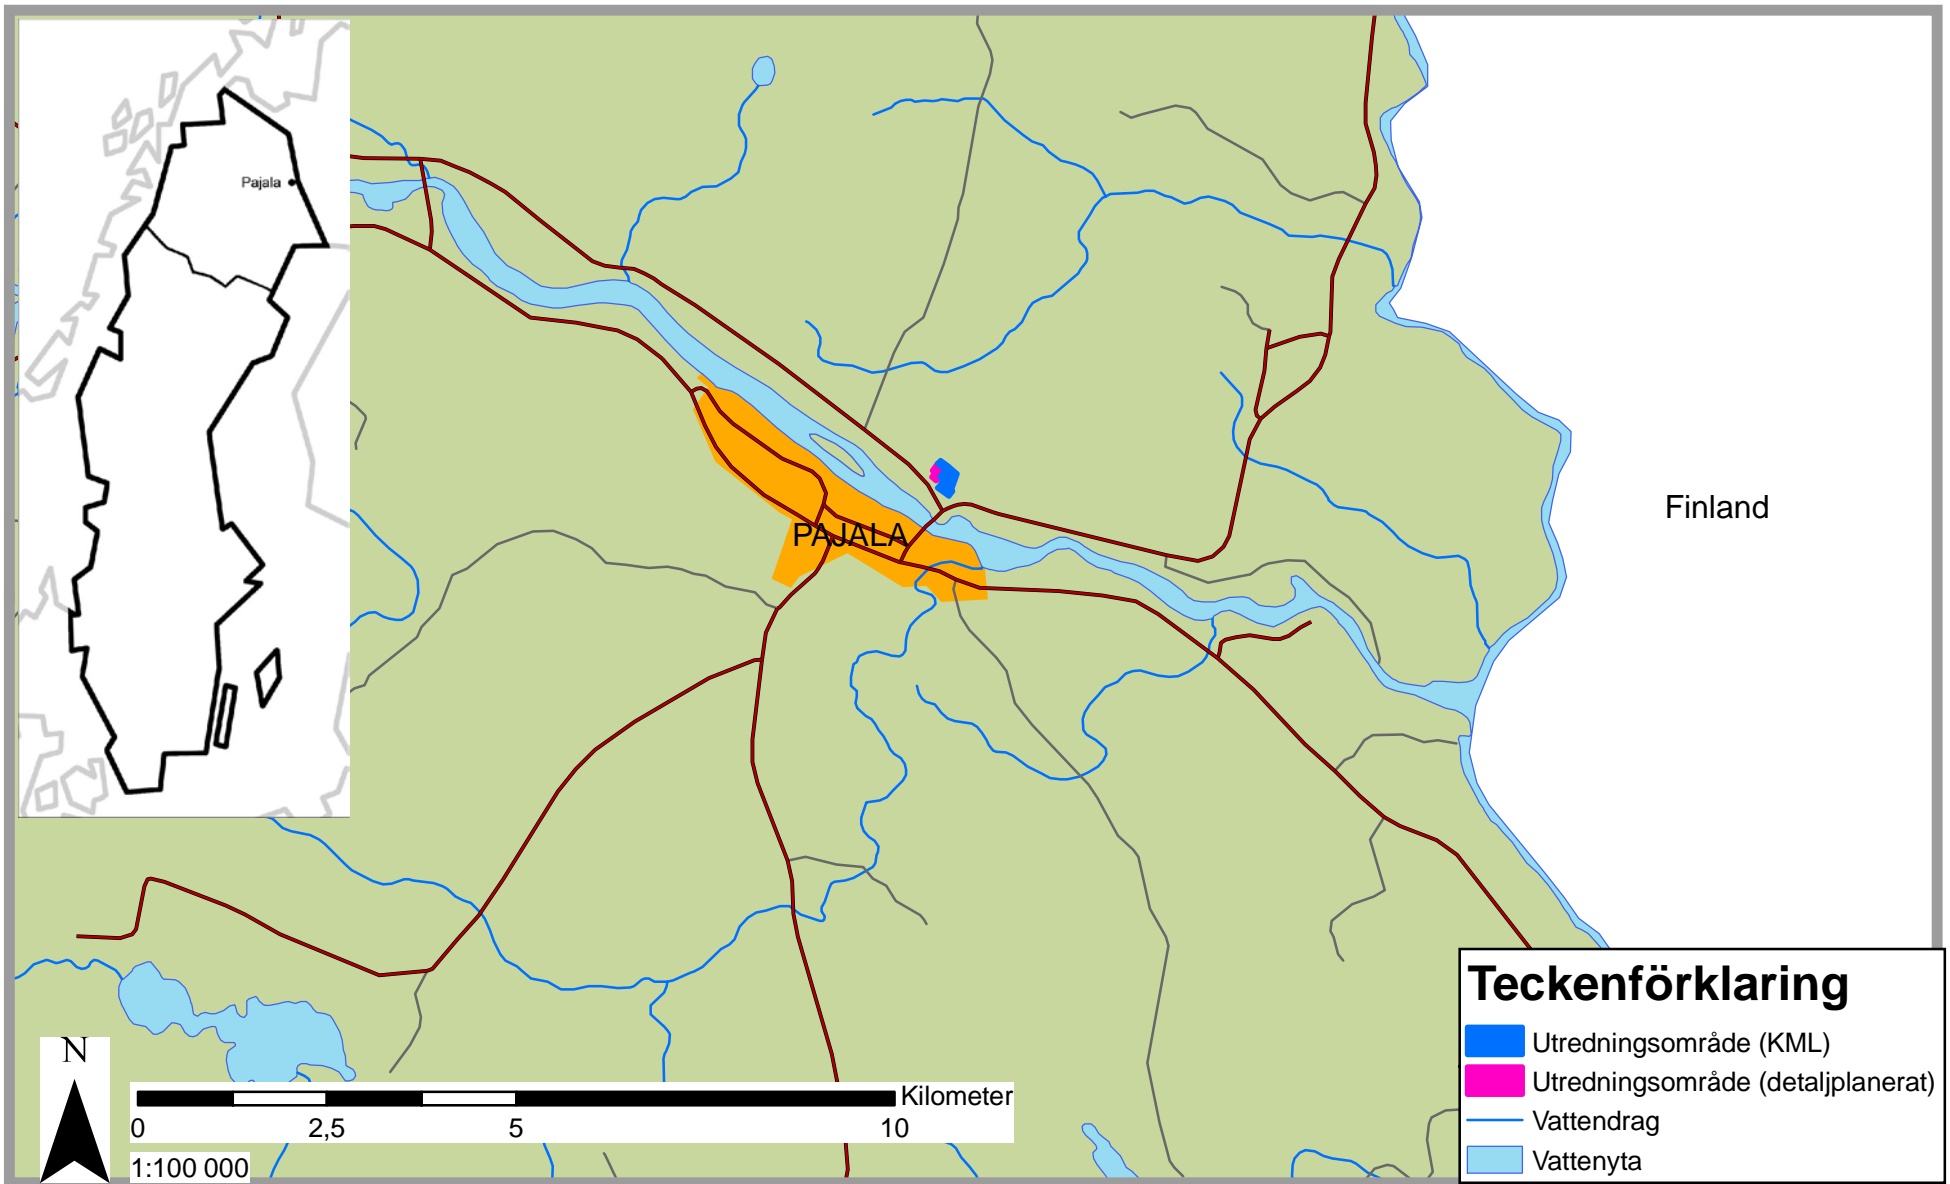 Pajala
Finland
PAJALA
Teckenförklaring
Utredningsområde (KML)
Utredningsområde (detaljplanerat)
Vattendrag
Vattenyta
N
Kilometer
0 2,5 5 10
1:100 000